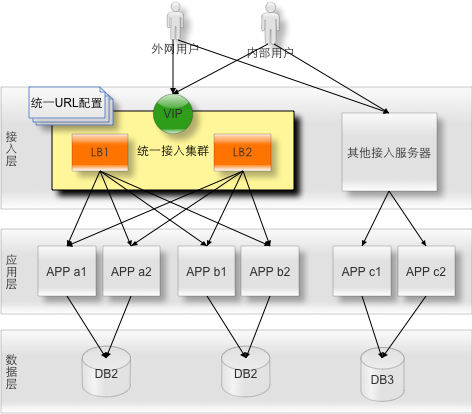 外网用户
内部用户
统一URL配置
VIP
接入层
LB1
统一接入集群
LB2
其他接入服务器
应用层
APP a1
APP a2
APP b1
APP b2
APP c1
APP c2
数据层
DB2
DB2
DB3